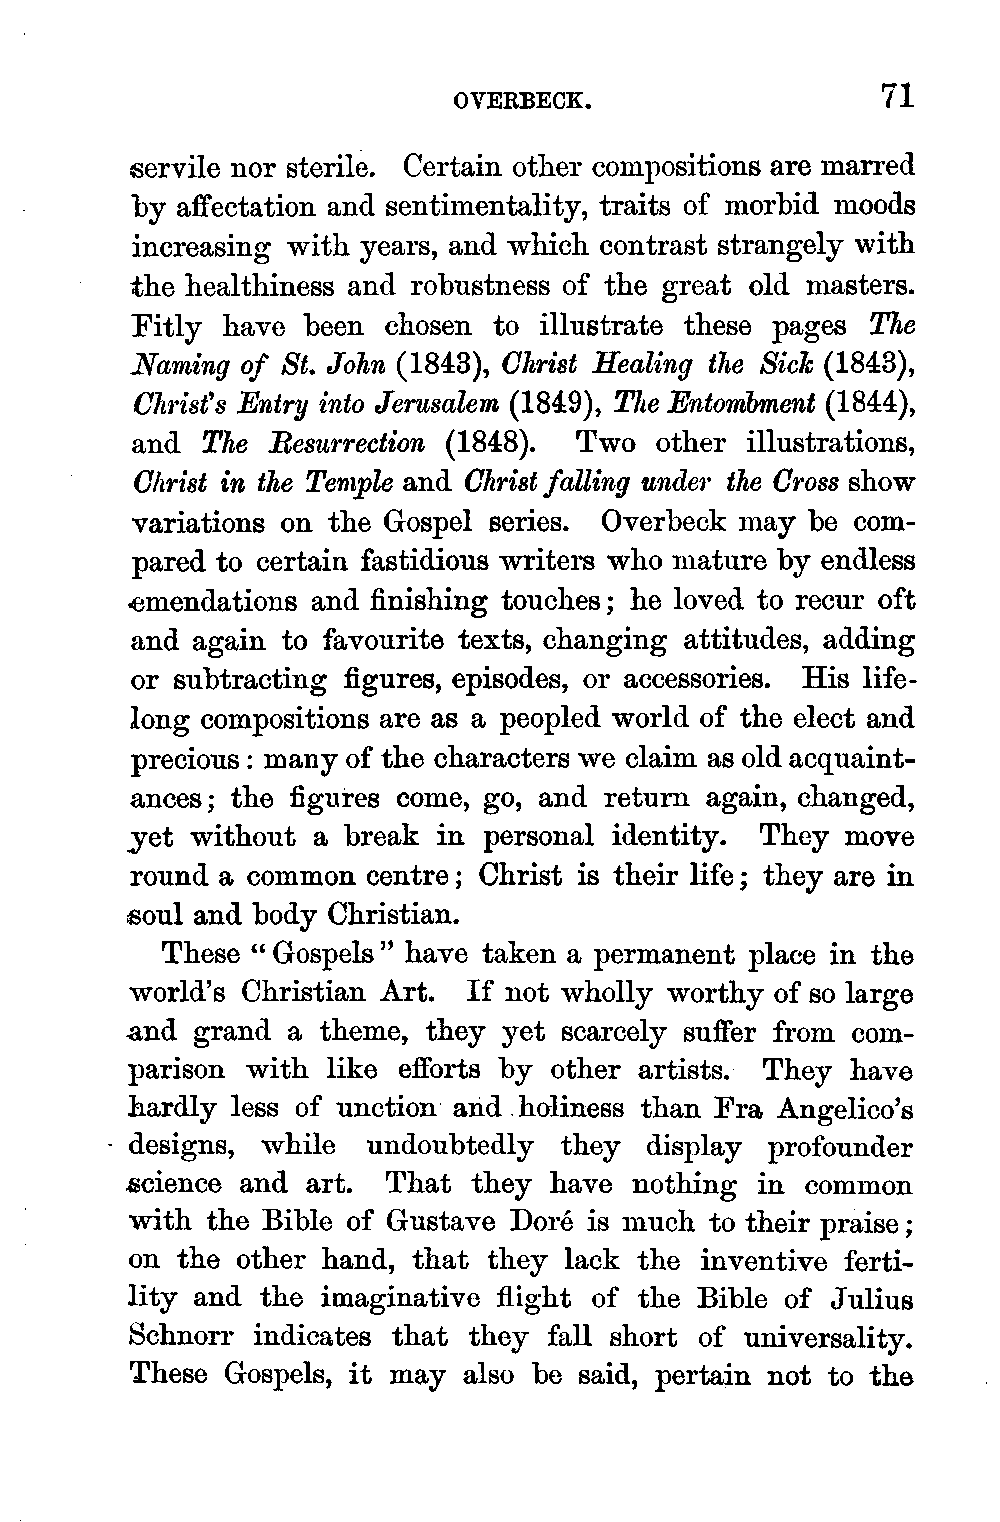 OVERBECK. 71
servile nor sterile. Certain other compositions are marred
by affectation and sentimentality, traits of morbid moods
increasing with years, and which contrast strangely with
the healthiness and robustness of the great old masters.
Fitly have been chosen to illustrate these pages The
Naming of St. John (1843), Christ Healing the Sick (1843),
Christ's Entry into Jerusalem (1849), The Entombment (1844),
and The Resurrection (1848). Two other illustrations,
Christ in the Temple and Christ falling under the Cross show
variations on the Gospel series. Overbeck may be com-
pared to certain fastidious writers who mature by endless
emendations and finishing touches; he loved to recur oft
and again to favourite texts, changing attitudes, adding
or subtracting figures, episodes, or accessories. His life-
long compositions are as a peopled world of the elect and
precious: many of the characters we claim as old acquaint-
ances; the figures come, go, and return again, changed,
yet without a break in personal identity. They move
round a common centre; Christ is their life; they are in
soul and body Christian.
These "Gospels" have taken a permanent place in the
world's Christian Art. If not wholly worthy of so large
and grand a theme, they yet scarcely suffer from com-
parison with like efforts by other artists. They have
hardly less of unction and holiness than Fra Angelico's
designs, while undoubtedly they display profounder
science and art. That they have nothing in common
with the Bible of Gustave Doré is much to their praise;
on the other hand, that they lack the inventive ferti-
lity and the imaginative flight of the Bible of Julius
Schnorr indicates that they fall short of universality.
These Gospels, it may also be said, pertain not to the